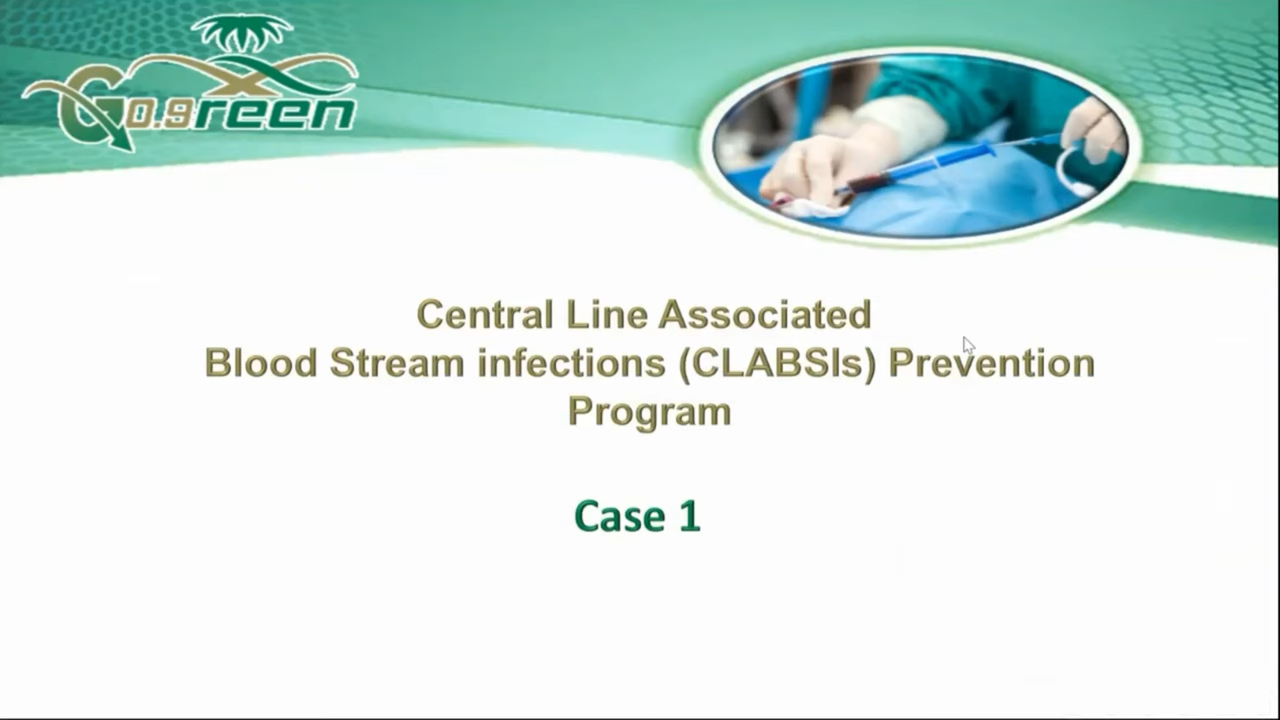 Go.green
Central Line Associated
Blood Stream infections (CLABSIs) Prevention
Program
Case 1